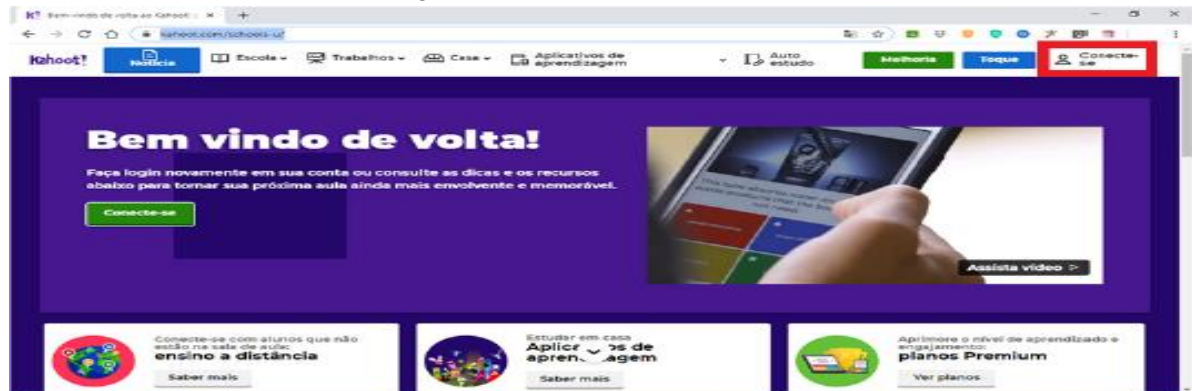 Bem-vindo de volta ao Kahoot!
kahoot.com/schools-u/
Kahoot!
Notícia
Escola
Trabalhos
Casa
Aplicativos de
aprendizagem
Auto
estudo
Melhoria
Toque
Conecte-
se
Bem vindo de volta!
Faça login novamente em sua conta ou consulte as dicas e os recursos
abaixo para tornar sua próxima aula ainda mais envolvente e memorável.
Conecte-se
Assista vídeo >
Conecte-se com alunos que não
estão na sala de aula:
ensino a distância
Saber mais
Estudar em casa
de
Saber mais
Aprimore o nível de aprendizado e
engajamento:
planos Premium
Ver planos